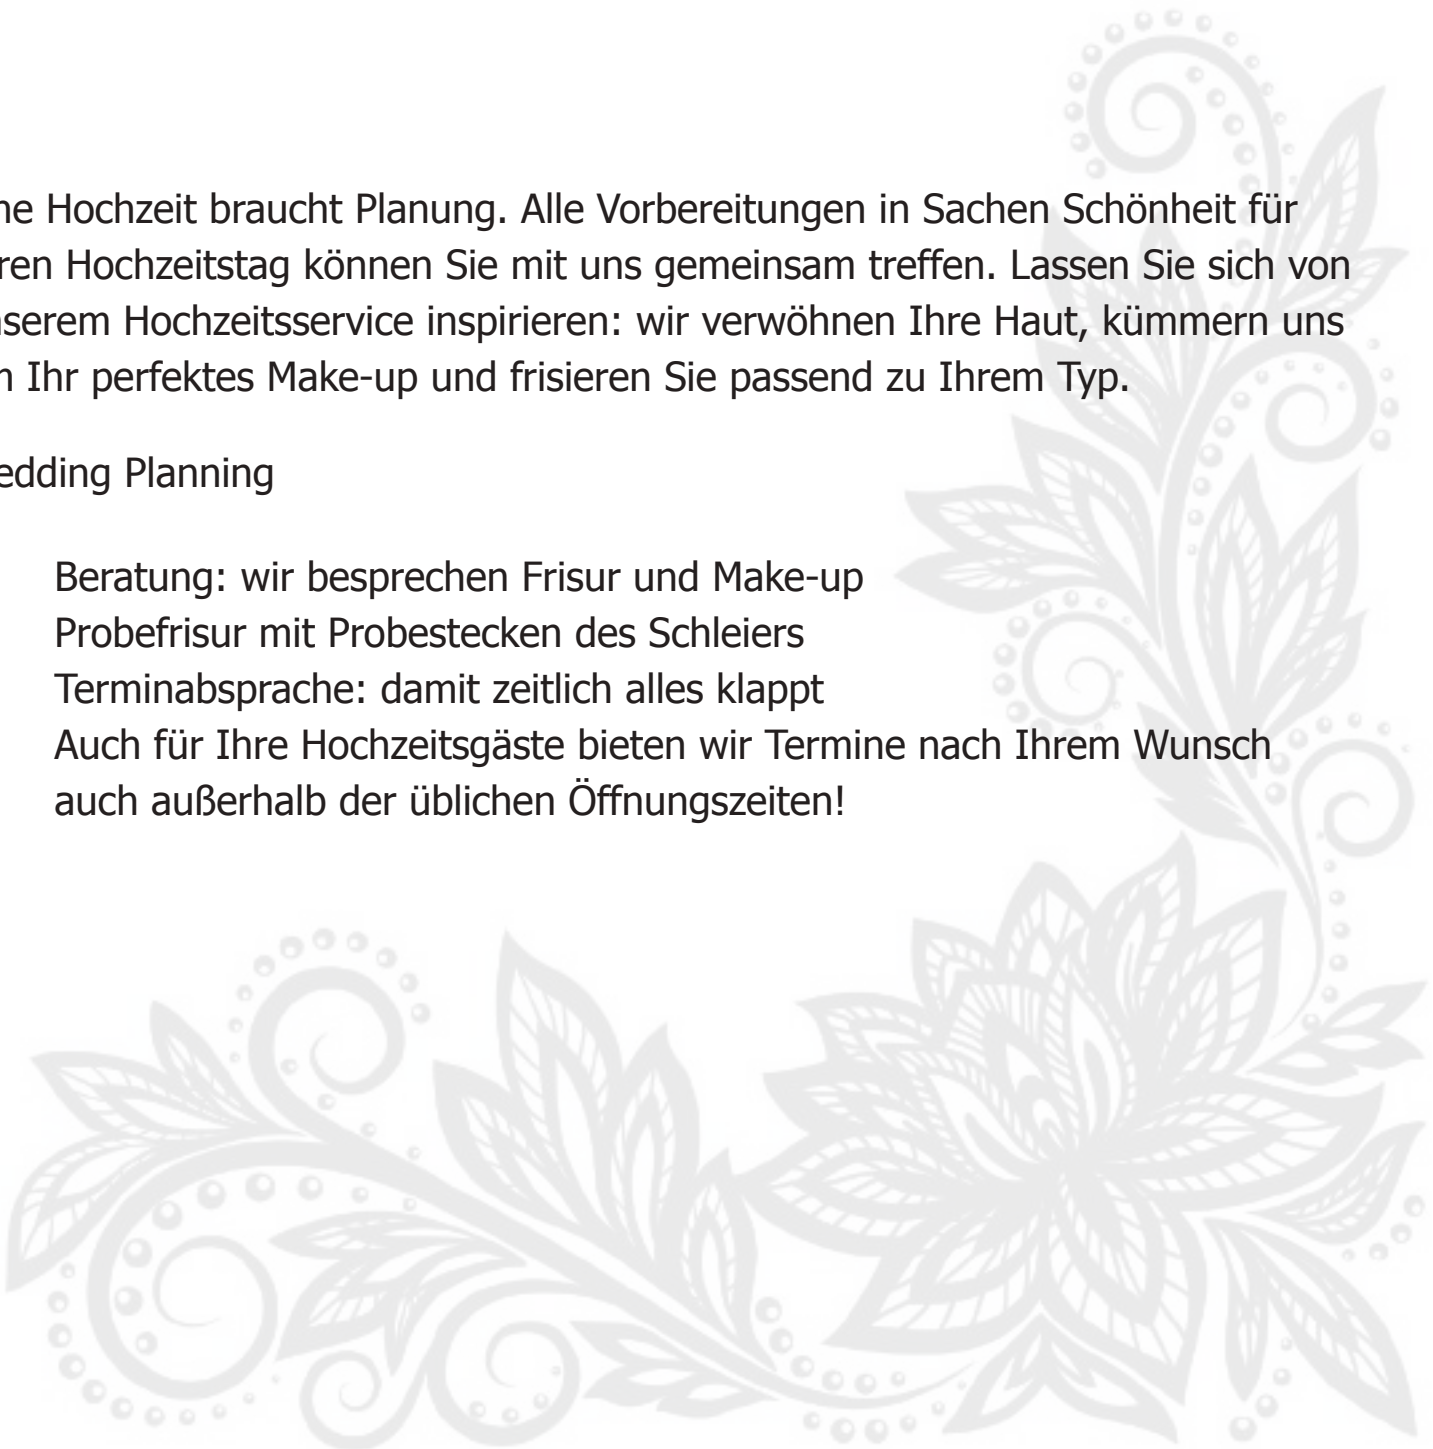 ne Hochzeit braucht Planung. Alle Vorbereitungen in Sachen Schönheit für
ren Hochzeitstag können Sie mit uns gemeinsam treffen. Lassen Sie sich von
serem Hochzeitsservice inspirieren: wir verwöhnen Ihre Haut, kümmern uns
Ihr perfektes Make-up und frisieren Sie passend zu Ihrem Typ.
edding Planning
Beratung: wir besprechen Frisur und Make-up
Probefrisur mit Probestecken des Schleiers
Terminabsprache: damit zeitlich alles klappt
Auch für Ihre Hochzeitsgäste bieten wir Termine nach Ihrem Wunsch
auch außerhalb der üblichen Öffnungszeiten!